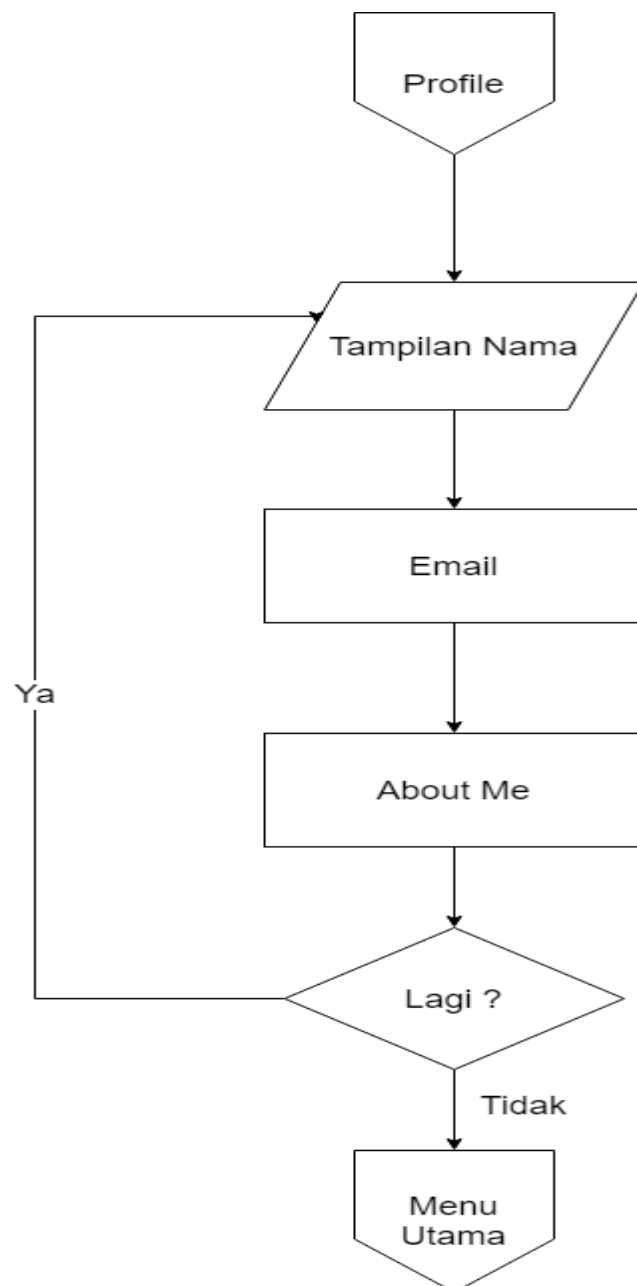 Profile
Tampilan Nama
Email
Ya
About Me
Lagi ?
Tidak
Menu
Utama